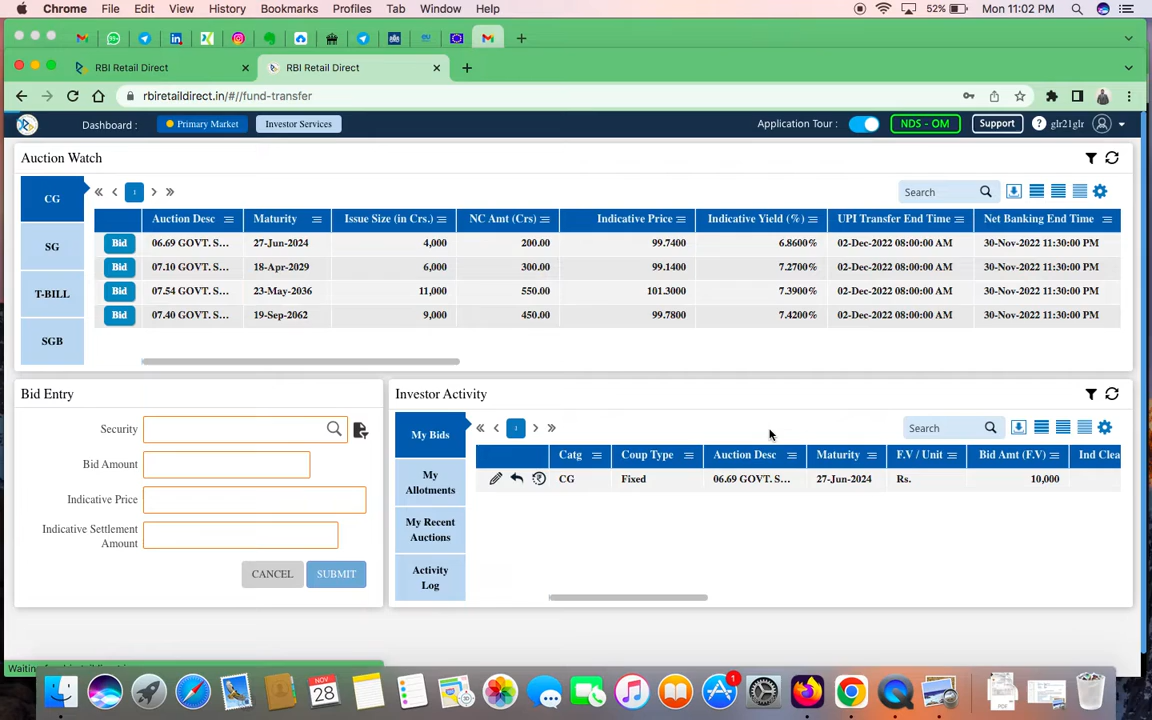 Chrome File Edit View History Bookmarks Profiles Tab Window Help 52% Mon 11:02 PM
RBI Retail Direct RBI Retail Direct
rbiretaildirect.in/#//fund-transfer
Dashboard : Primary Market Investor Services Application Tour : NDS - OM Support glr21glr
Auction Watch
CG 1 Search
Auction Desc Maturity Issue Size (in Crs.) NC Amt (Crs) Indicative Price Indicative Yield (%) UPI Transfer End Time Net Banking End Time
Bid 06.69 GOVT. S... 27-Jun-2024 4,000 200.00 99.7400 6.8600% 02-Dec-2022 08:00:00 AM 30-Nov-2022 11:30:00 PM
SG
Bid 07.10 GOVT. S... 18-Apr-2029 6,000 300.00 99.1400 7.2700% 02-Dec-2022 08:00:00 AM 30-Nov-2022 11:30:00 PM
T-BILL
Bid 07.54 GOVT. S... 23-May-2036 11,000 550.00 101.3000 7.3900% 02-Dec-2022 08:00:00 AM 30-Nov-2022 11:30:00 PM
Bid 07.40 GOVT. S... 19-Sep-2062 9,000 450.00 99.7800 7.4200% 02-Dec-2022 08:00:00 AM 30-Nov-2022 11:30:00 PM
SGB
Bid Entry
Security
Bid Amount
Indicative Price
Indicative Settlement
Amount
CANCEL SUBMIT
Investor Activity
My Bids 1 Search
Catg Coup Type Auction Desc Maturity F.V / Unit Bid Amt (F.V) Ind Clea
CG Fixed 06.69 GOVT. S... 27-Jun-2024 Rs. 10,000
My
Allotments
My Recent
Auctions
Activity
Log
NOV
28
1